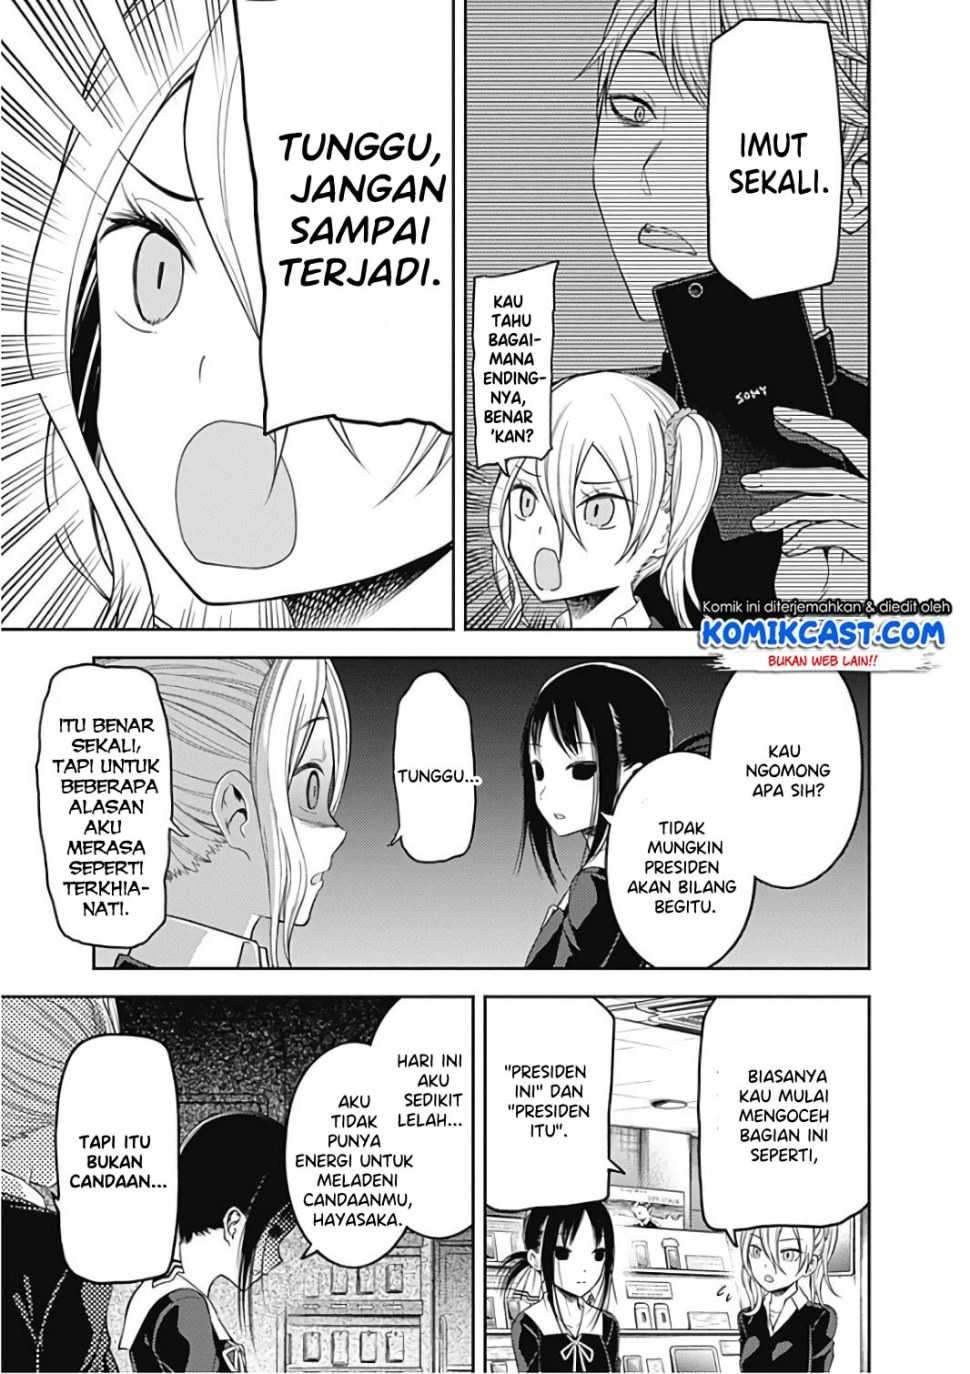 IMUT
SEKALI.
SONY
KAU
TAHU
BAGAI-
MANA
ENDING-
NYA,
BENAR
'KAN?
TUNGGU,
JANGAN
SAMPAI
TERJADI.
Komik ini diterjemahkan & diedit oleh
KOMIKCAST.COM
BUKAN WEB LAIN!!
KAU
NGOMONG
APA SIH?
TIDAK
MUNGKIN
PRESIDEN
AKAN BILANG
BEGITU.
TUNGGU...
ITU BENAR
SEKALI,
TAPI UNTUK
BEBERAPA
ALASAN
AKU
MERASA
SEPERTI
TERKHIA-
NATI.
BIASANYA
KAU MULAI
MENGOCEH
BAGIAN INI
SEPERTI,
"PRESIDEN
INI" DAN
"PRESIDEN
ITU".
HARI INI
AKU
SEDIKIT
LELAH...
AKU
TIDAK
PUNYA
ENERGI UNTUK
MELADENI
CANDAANMU,
HAYASAKA.
TAPI ITU
BUKAN
CANDAAN...